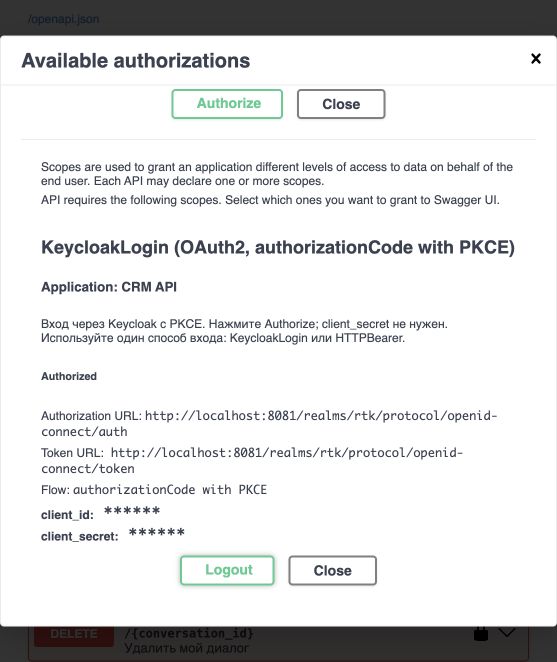 /openapi.json
Available authorizations
Authorize
Close
Scopes are used to grant an application different levels of access to data on behalf of the
end user. Each API may declare one or more scopes.
API requires the following scopes. Select which ones you want to grant to Swagger UI.
KeycloakLogin (OAuth2, authorizationCode with PKCE)
Application: CRM API
Вход через Keycloak с PKCE. Нажмите Authorize; client_secret не нужен.
Используйте один способ входа: KeycloakLogin или HTTPBearer.
Authorized
Authorization URL: http://localhost:8081/realms/rtk/protocol/openid-
connect/auth
Token URL: http://localhost:8081/realms/rtk/protocol/openid-
connect/token
Flow: authorizationCode with PKCE
client_id: ******
client_secret: ******
Logout
Close
DELETE
/{conversation_id}
Удалить мой диалог